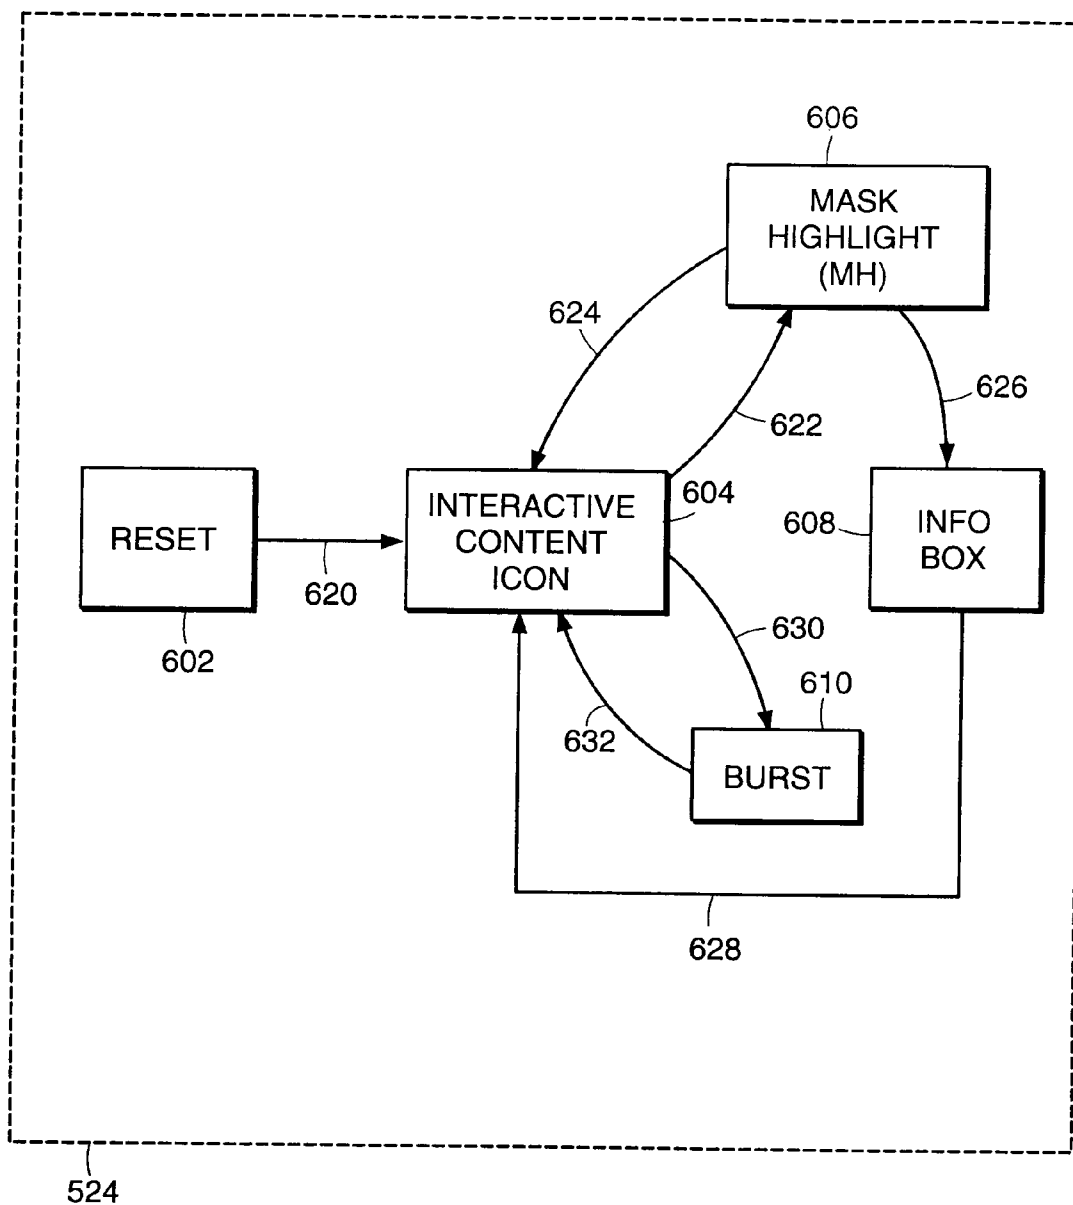 606
MASK
HIGHLIGHT
(MH)
624
626
622
604
INTERACTIVE
CONTENT
ICON
RESET
608
INFO
BOX
620
602
630
610
632
BURST
628
524